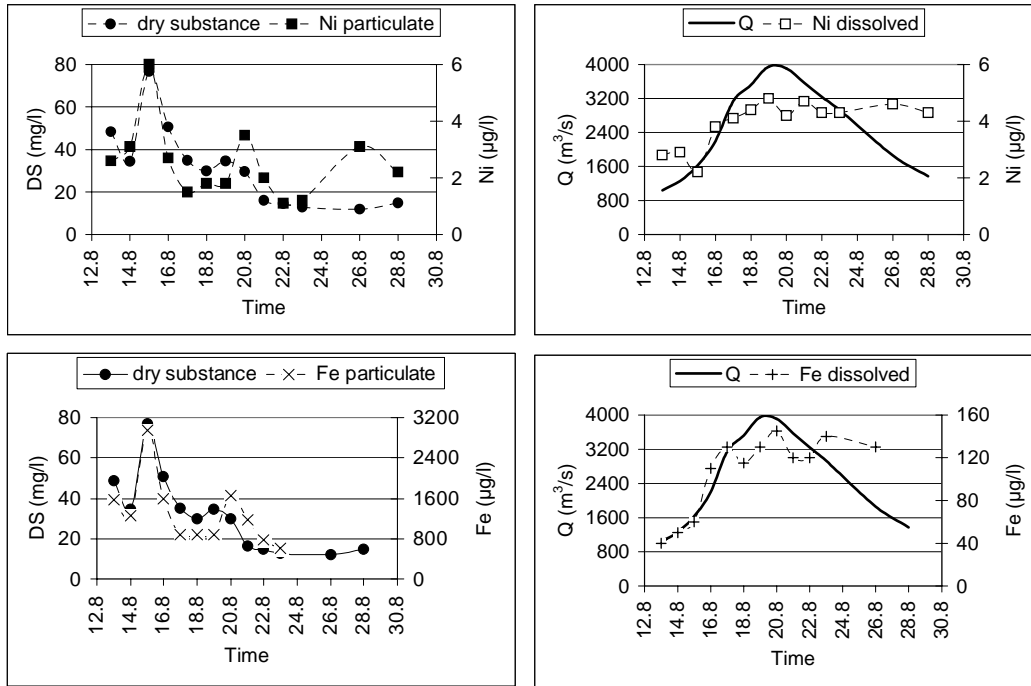 dry substance Ni particulate
80 6
60
4
40
2
20
0 0
DS (mg/l)
Ni (µg/l)
12.8 14.8 16.8 18.8 20.8 22.8 24.8 26.8 28.8 30.8
Time
Q Ni dissolved
4000 6
3200
4
2400
1600 2
800
0 0
Q (m³/s)
Ni (µg/l)
12.8 14.8 16.8 18.8 20.8 22.8 24.8 26.8 28.8 30.8
Time
dry substance Fe particulate
80 3200
60 2400
40 1600
20 800
0 0
DS (mg/l)
Fe (µg/l)
12.8 14.8 16.8 18.8 20.8 22.8 24.8 26.8 28.8 30.8
Time
Q Fe dissolved
4000 160
3200 120
2400
80
1600
40
800
0 0
Q (m³/s)
Fe (µg/l)
12.8 14.8 16.8 18.8 20.8 22.8 24.8 26.8 28.8 30.8
Time